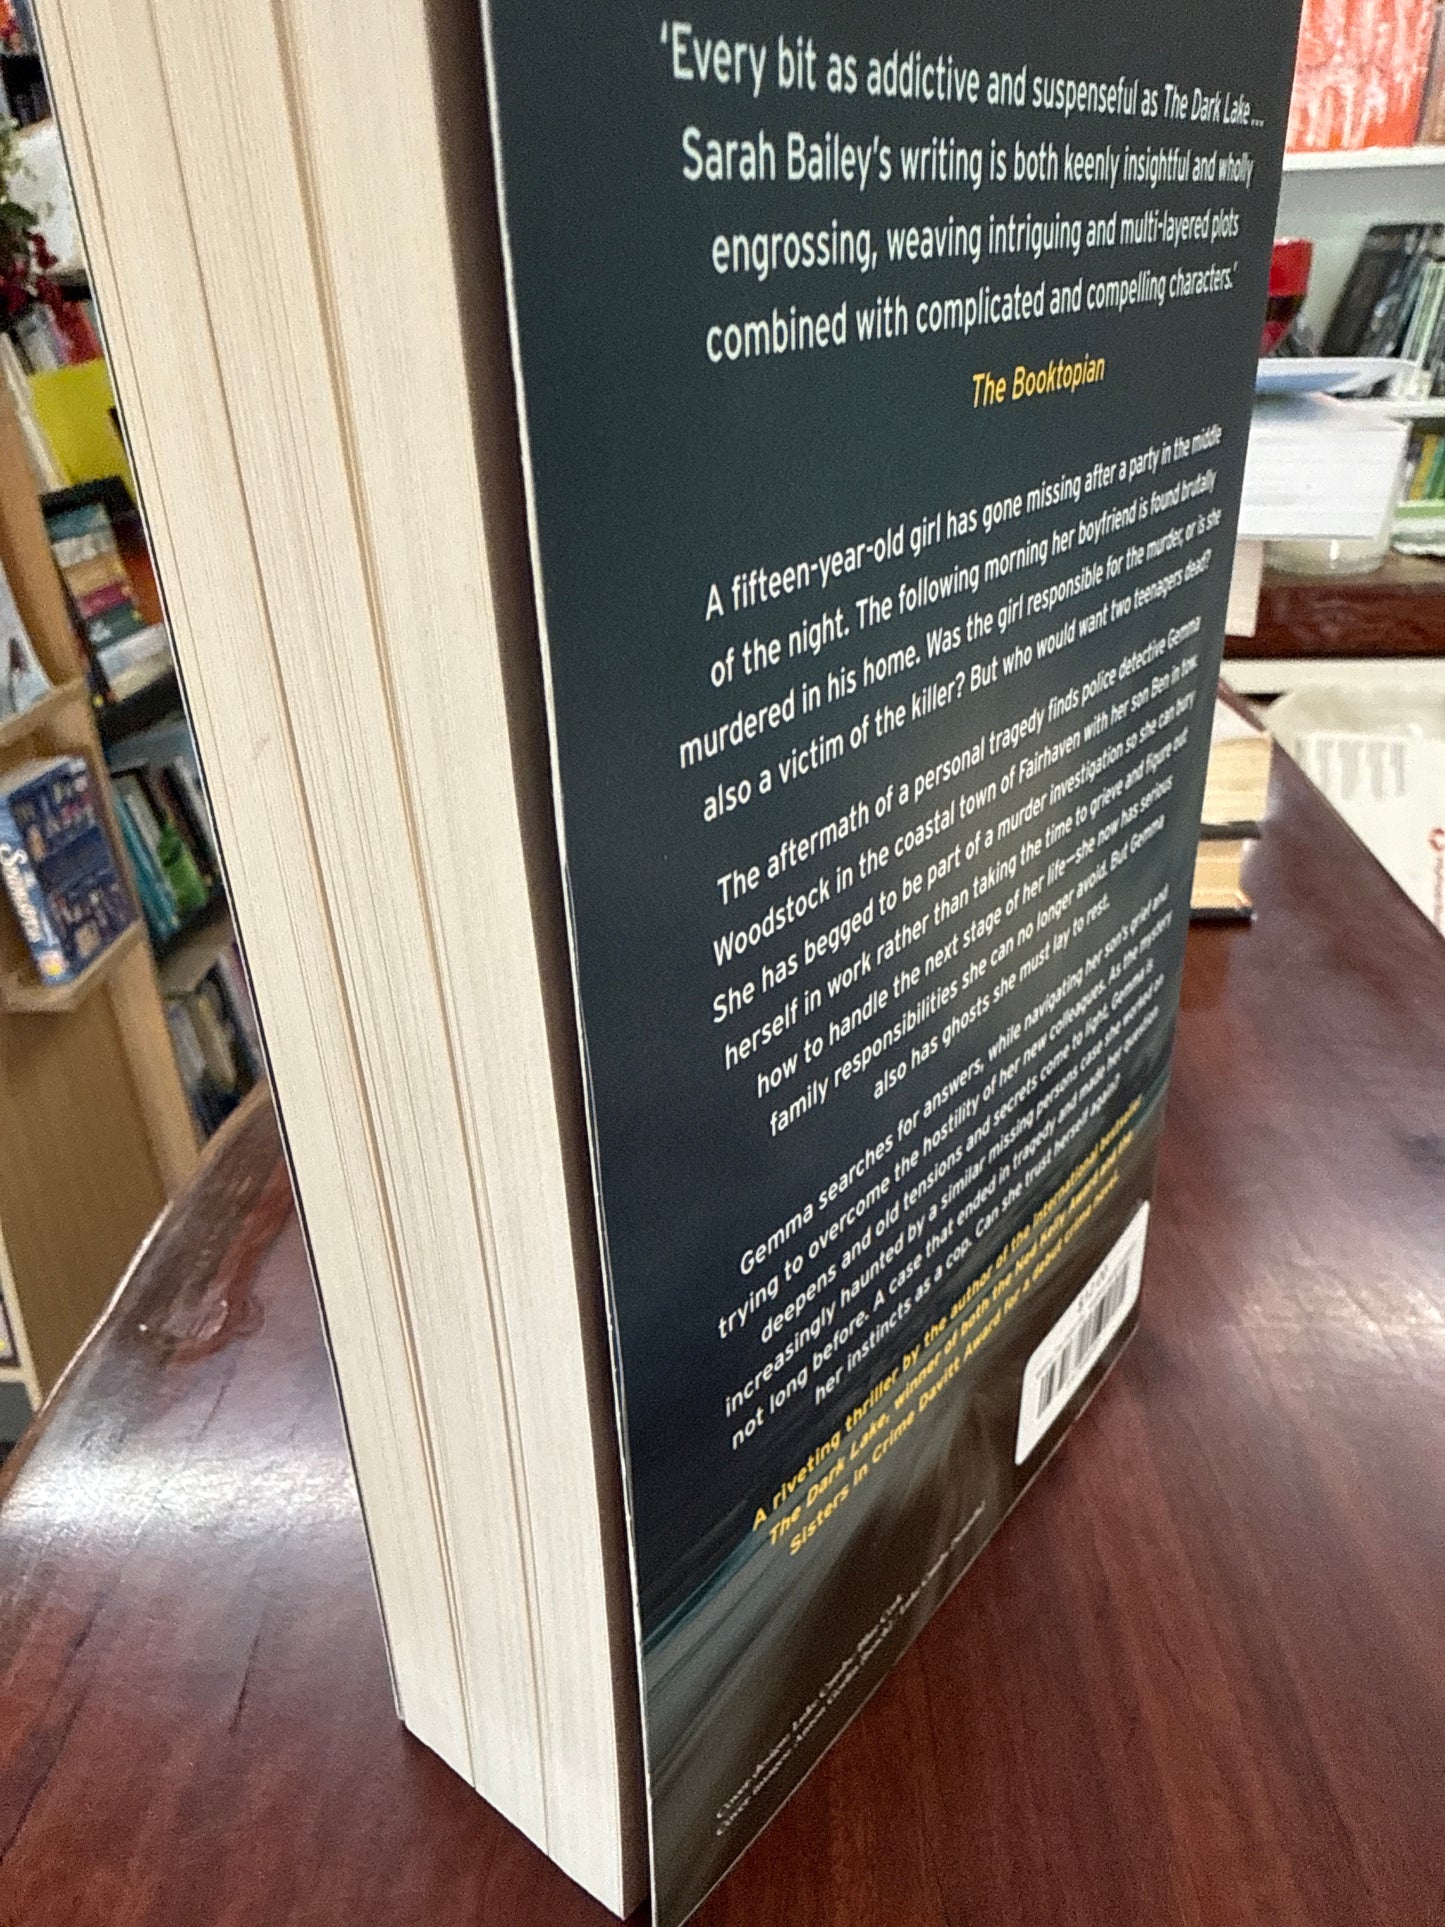 'Every bit as addictive and suspenseful as The Dark Lake...
Sarah Bailey's writing is both keenly insightful and wholly
engrossing, weaving intriguing and multi-layered plots
combined with complicated and compelling characters.'
The Booktopian
A fifteen-year-old girl has gone missing after a party in the middle
of the night. The following morning her boyfriend is found brutally
murdered in his home. Was the girl responsible for the murder, or is she
also a victim of the killer? But who would want two teenagers dead?
The aftermath of a personal tragedy finds police detective Gemma
Woodstock in the coastal town of Fairhaven with her son Ben in tow.
She has begged to be part of a murder investigation so she can bury
herself in work rather than taking the time to grieve and figure out
how to handle the next stage of her life—she now has serious
family responsibilities she can no longer avoid. But Gemma
also has ghosts she must lay to rest.
Gemma searches for answers, while navigating her son's grief and
trying to overcome the hostility of her new colleagues. As the mystery
deepens and old tensions and secrets come to light, Gemma is
increasingly haunted by a similar missing persons case she worked on
not long before. A case that ended in tragedy and made her question
her instincts as a cop. Can she trust herself again?
A riveting thriller by the author of the international bestseller
The Dark Lake, winner of both the Ned Kelly Award and the
Sisters in Crime Davitt Award for a debut crime novel.